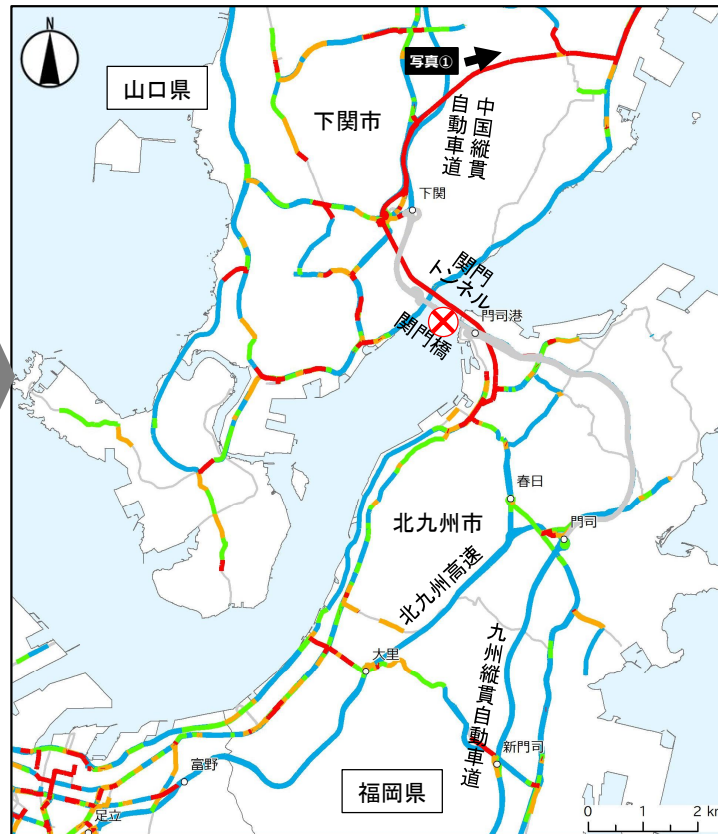 N
写真①
山口県
下関市
中国縦貫
自動車道
下関
関門
トンネル
門司港
関門橋
春日
北九州市
門司
北九州高速
大里
九州縦貫自動車道
新門司
富野
福岡県
足立
0 1 2 km